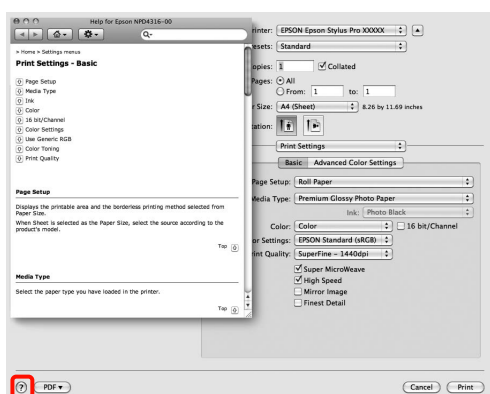 Help for Epson NPD4316-00
Q
> Home > Settings menus
Print Settings - Basic
Page Setup
Media Type
Ink
Color
16 bit/Channel
Color Settings
Use Generic RGB
Color Toning
Print Quality
Page Setup
Displays the printable area and the borderless printing method selected from
Paper Size.
When Sheet is selected as the Paper Size, select the source according to the
product's model.
Top
Media Type
Select the paper type you have loaded in the printer.
Top
rinter: EPSON Epson Stylus Pro XXXXX
resets: Standard
opies: 1 Collated
Pages: All
From: 1 to: 1
r Size: A4 (Sheet) 8.26 by 11.69 inches
tation:
Print Settings
Basic Advanced Color Settings
Page Setup: Roll Paper
Media Type: Premium Glossy Photo Paper
Ink: Photo Black
Color: Color 16 bit/Channel
or Settings: EPSON Standard (sRGB)
rint Quality: SuperFine - 1440dpi
Super MicroWeave
High Speed
Mirror Image
Finest Detail
? PDF Cancel Print